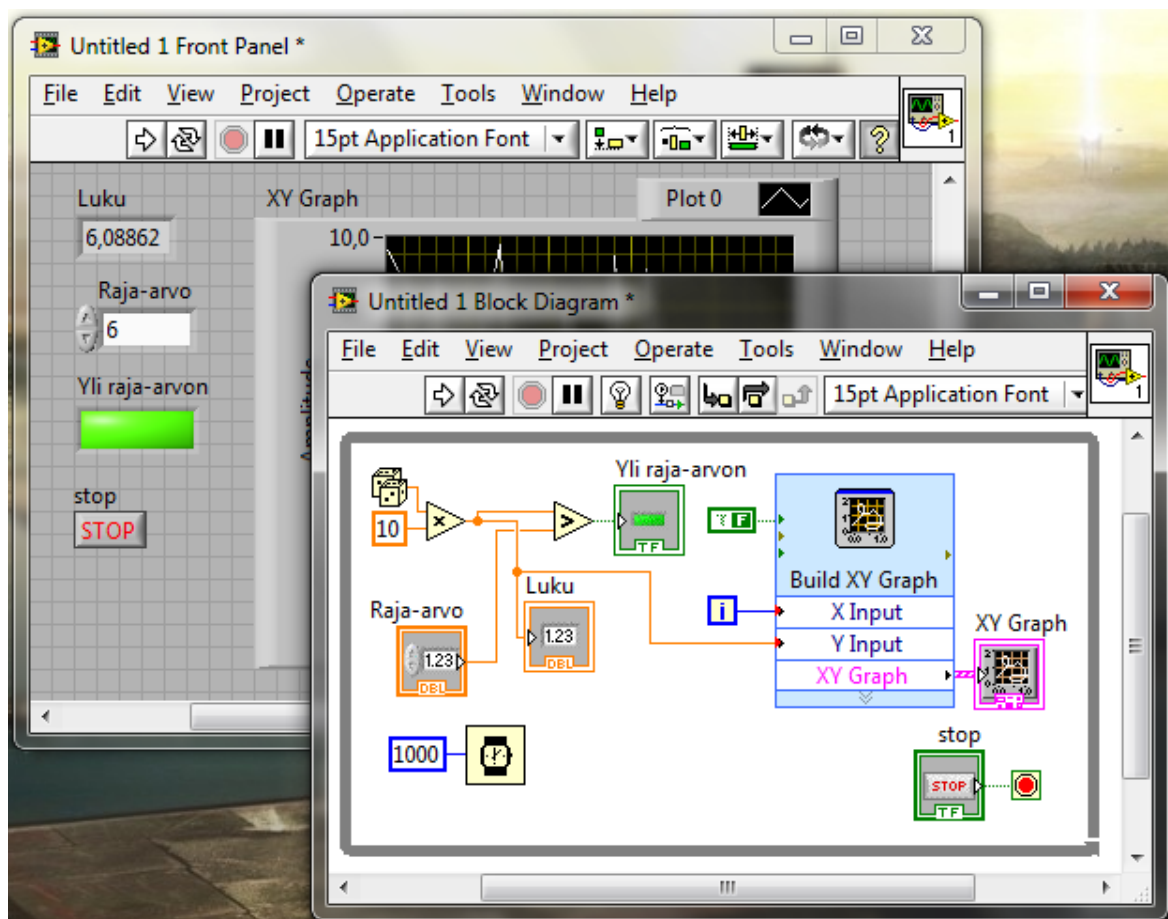 Untitled 1 Front Panel *
File Edit View Project Operate Tools Window Help
15pt Application Font
1
Luku
6,08862
Raja-arvo
6
Yli raja-arvon
stop
STOP
XY Graph
Plot 0
10,0
Amplitude
Untitled 1 Block Diagram *
File Edit View Project Operate Tools Window Help
15pt Application Font
1
Yli raja-arvon
TF
10
x
>
F
Build XY Graph
Luku
1.23
DBL
Raja-arvo
1.23
DBL
i
X Input
Y Input
XY Graph
XY Graph
1000
stop
STOP
TF